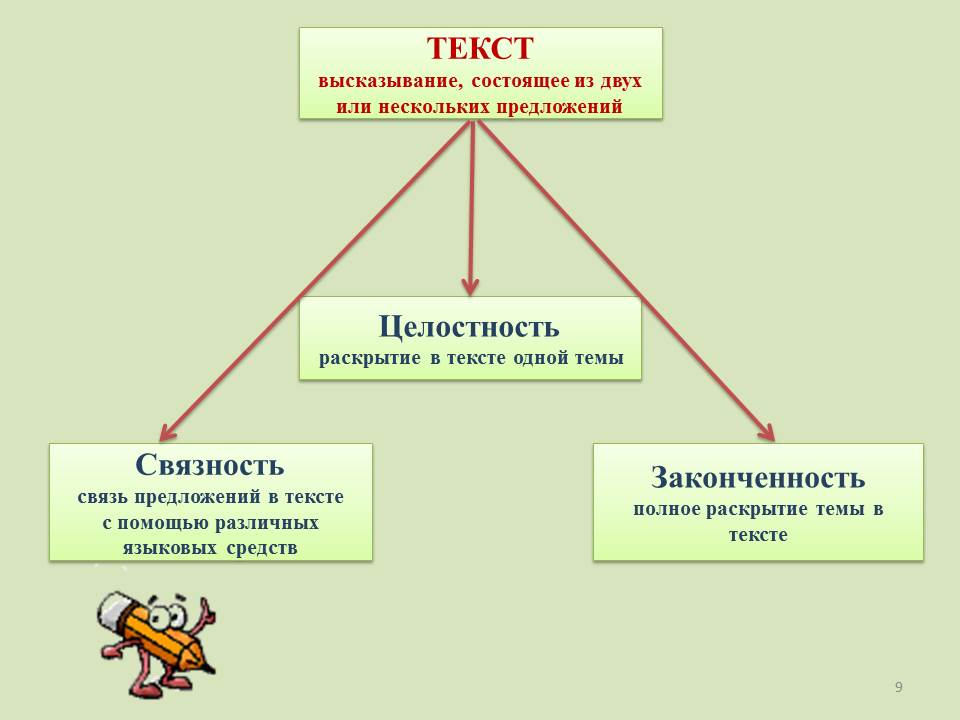 ТЕКСТ
высказывание, состоящее из двух
или нескольких предложений
Целостность
раскрытие в тексте одной темы
Связность
связь предложений в тексте
с помощью различных
языковых средств
Законченность
полное раскрытие темы в
тексте
9